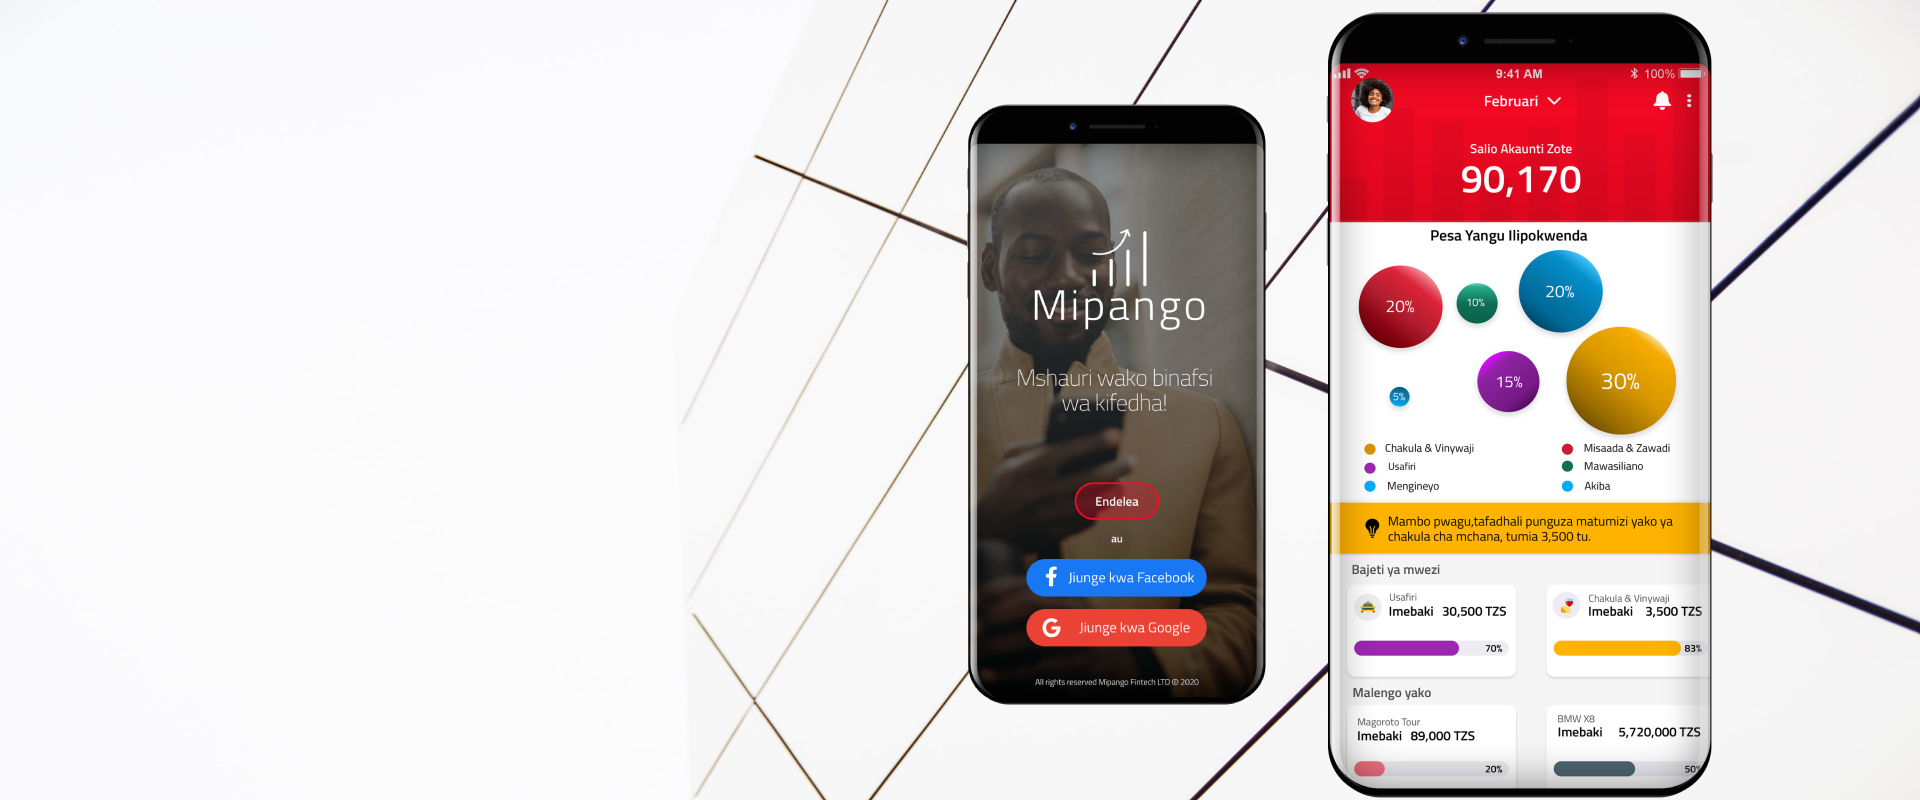 Mipango
Mshauri wako binafsi
wa kifedha!
Endelea
au
Jiunge kwa Facebook
G Jiunge kwa Google
All rights reserved Mipango Fintech LTD © 2020
9:41 AM
100%
Februari
Salio Akaunti Zote
90,170
Pesa Yangu Ilipokwenda
20%
10%
20%
5%
15%
30%
Chakula & Vinywaji
Usafiri
Mengineyo
Misaada & Zawadi
Mawasiliano
Akiba
Mambo pwagu,tafadhali punguza matumizi yako ya
chakula cha mchana, tumia 3,500 tu.
Bajeti ya mwezi
Usafiri
Imebaki 30,500 TZS
70%
Chakula & Vinywaji
Imebaki 3,500 TZS
83%
Malengo yako
Magoroto Tour
Imebaki 89,000 TZS
20%
BMW X8
Imebaki 5,720,000 TZS
50%